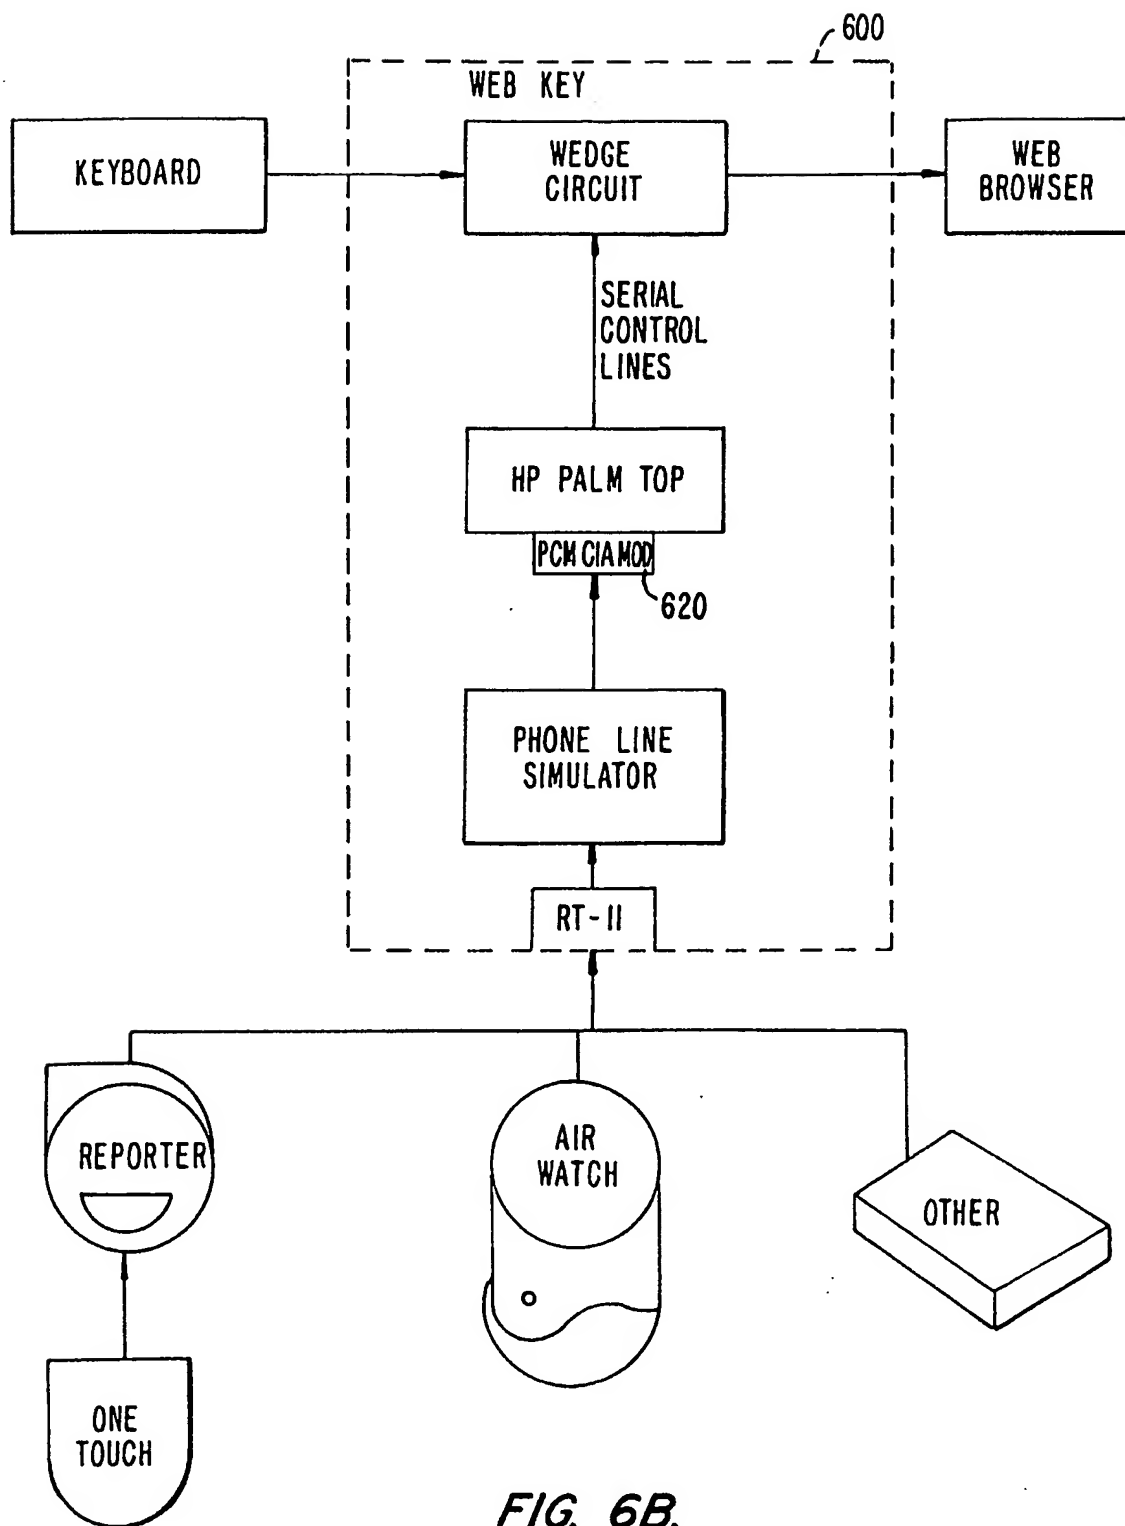 600
WEB KEY
KEYBOARD
WEDGE
CIRCUIT
WEB
BROWSER
SERIAL
CONTROL
LINES
HP PALM TOP
PCMCIA MOD
620
PHONE LINE
SIMULATOR
RT-11
REPORTER
AIR
WATCH
OTHER
ONE
TOUCH
FIG. 6B.